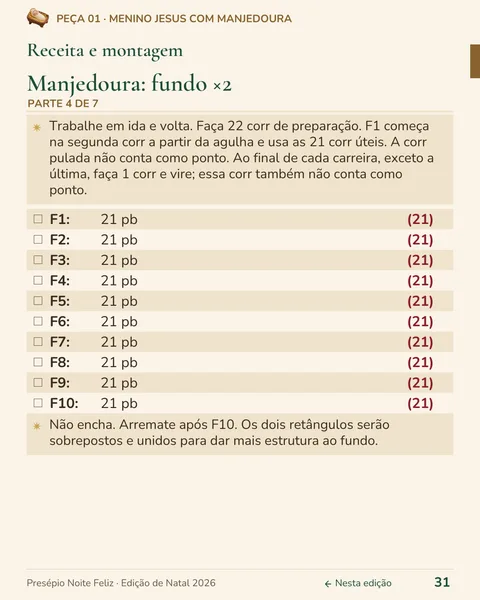 PEÇA 01 · MENINO JESUS COM MANJEDOURA
Receita e montagem
Manjedoura: fundo ×2
PARTE 4 DE 7
✷ Trabalhe em ida e volta. Faça 22 corr de preparação. F1 começa
na segunda corr a partir da agulha e usa as 21 corr úteis. A corr
pulada não conta como ponto. Ao final de cada carreira, exceto a
última, faça 1 corr e vire; essa corr também não conta como
ponto.
☐ F1: 21 pb (21)
☐ F2: 21 pb (21)
☐ F3: 21 pb (21)
☐ F4: 21 pb (21)
☐ F5: 21 pb (21)
☐ F6: 21 pb (21)
☐ F7: 21 pb (21)
☐ F8: 21 pb (21)
☐ F9: 21 pb (21)
☐ F10: 21 pb (21)
✷ Não encha. Arremate após F10. Os dois retângulos serão
sobrepostos e unidos para dar mais estrutura ao fundo.
Presépio Noite Feliz · Edição de Natal 2026 ← Nesta edição 31